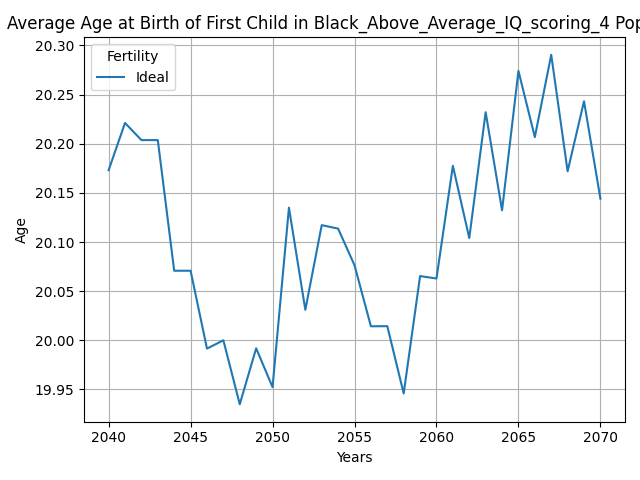 Average Age at Birth of First Child in Black_Above_Average_IQ_scoring_4 Pop
Fertility
Ideal
20.30
20.25
20.20
20.15
20.10
20.05
20.00
19.95
Age
2040 2045 2050 2055 2060 2065 2070
Years